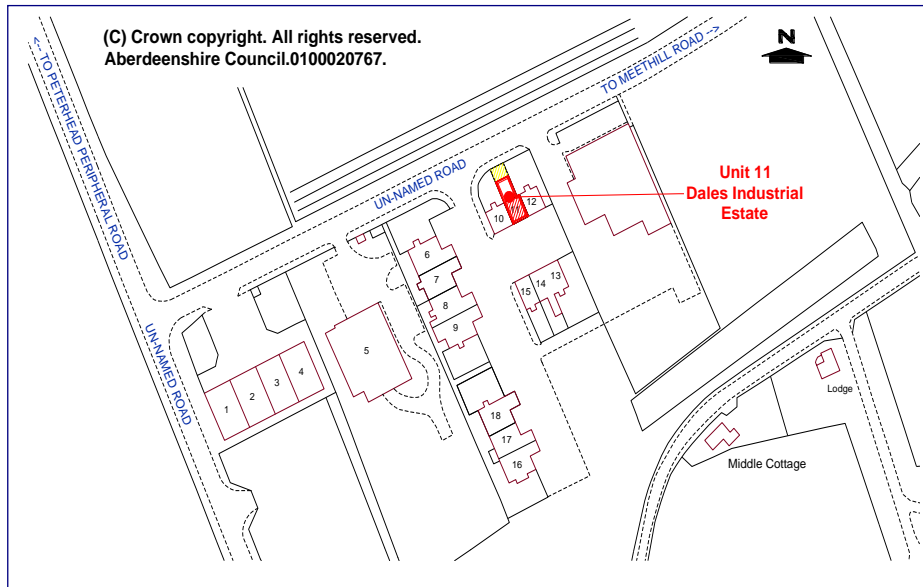 (C) Crown copyright. All rights reserved.
Aberdeenshire Council.0100020767.
N
<-- TO PETERHEAD PERIPHERAL ROAD
TO MEETHILL ROAD -->
UN-NAMED ROAD
Unit 11
Dales Industrial
Estate
12
10
6
7
8
9
13
14
15
UN-NAMED ROAD
5
4
3
2
1
Lodge
18
17
16
Middle Cottage